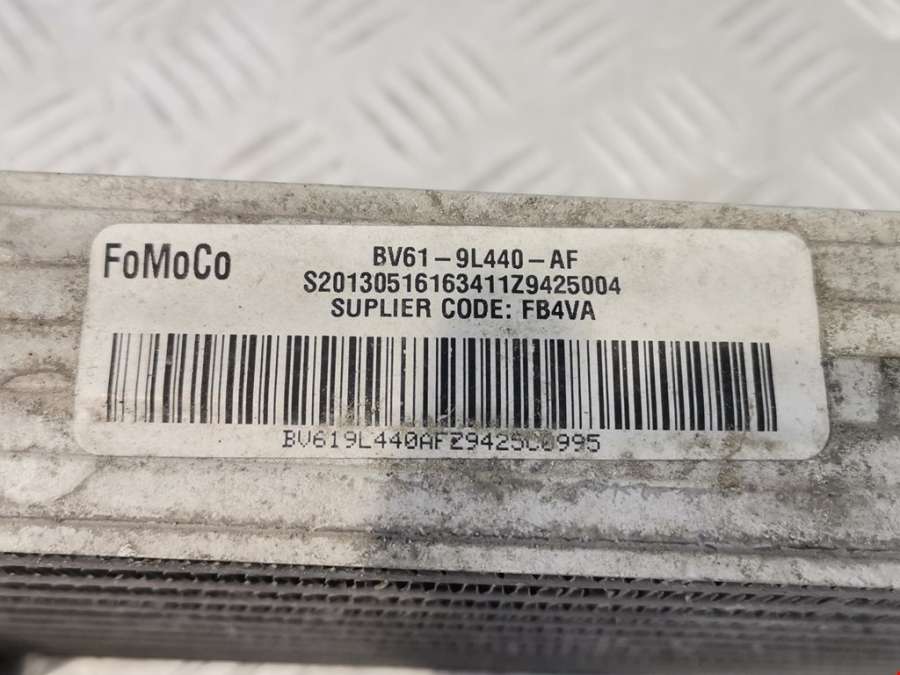 FoMoCo
BV61-9L440-AF
S20130516163411Z9425004
SUPLIER CODE: FB4VA
BV619L440AFZ9425C0995